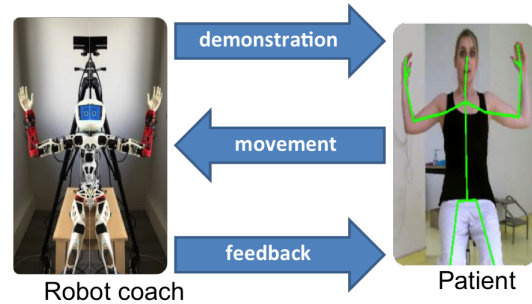 demonstration
movement
feedback
Robot coach
Patient